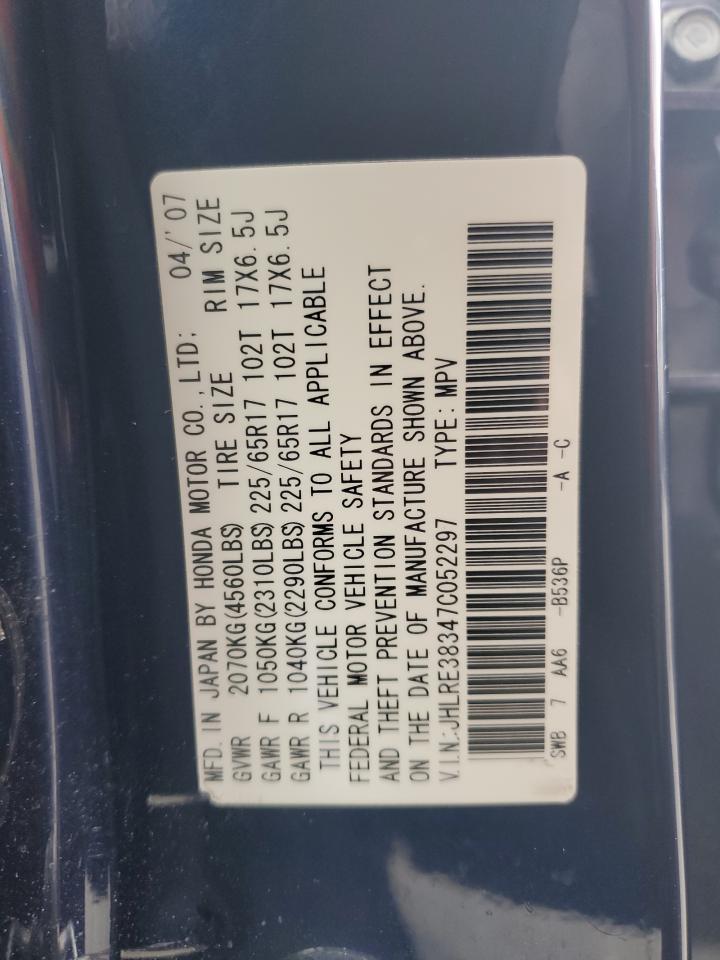 MFD. IN JAPAN BY HONDA MOTOR CO., LTD; 04/'07
GVWR 2070KG(4560LBS) TIRE SIZE RIM SIZE
GAWR F 1050KG(2310LBS) 225/65R17 102T 17X6.5J
GAWR R 1040KG(2290LBS) 225/65R17 102T 17X6.5J
THIS VEHICLE CONFORMS TO ALL APPLICABLE
FEDERAL MOTOR VEHICLE SAFETY
AND THEFT PREVENTION STANDARDS IN EFFECT
ON THE DATE OF MANUFACTURE SHOWN ABOVE.
V.I.N.:JHLRE38347C052297 TYPE: MPV
SWB 7 AA6 -B536P -A -C